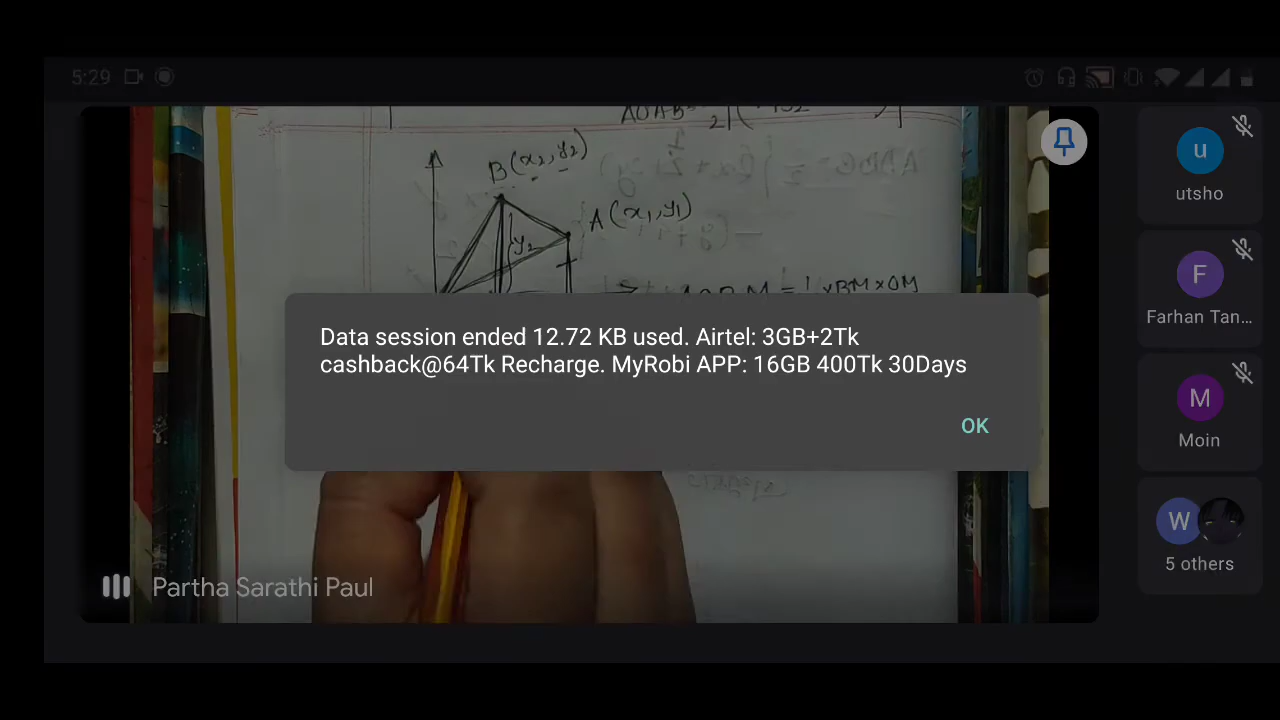 5:29
B(x₂, y₂)
A(x₁, y₁)
y₂
Data session ended 12.72 KB used. Airtel: 3GB+2Tk
cashback@64Tk Recharge. MyRobi APP: 16GB 400Tk 30Days
OK
Partha Sarathi Paul
u
utsho
F
Farhan Tan...
M
Moin
W
5 others